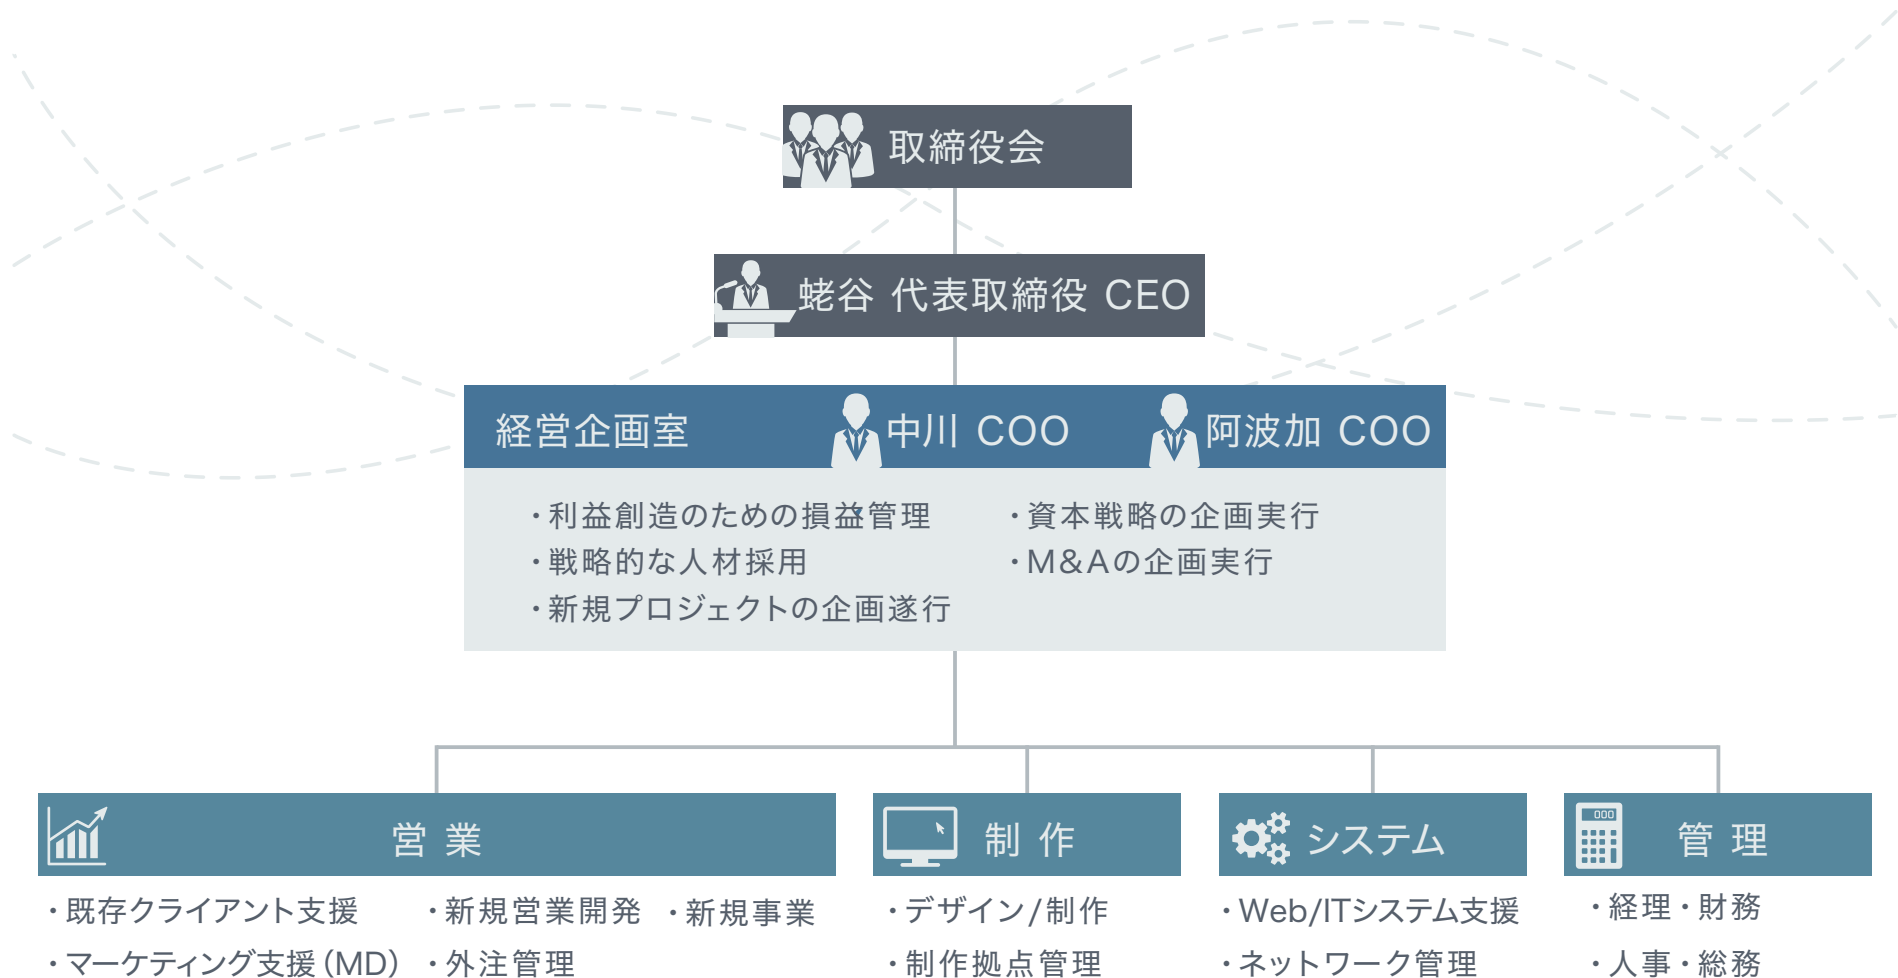 取締役会
蛯谷 代表取締役 CEO
経営企画室
中川 COO
阿波加 COO
・利益創造のための損益管理
・戦略的な人材採用
・新規プロジェクトの企画遂行
・資本戦略の企画実行
・M&Aの企画実行
営業
・既存クライアント支援
・マーケティング支援(MD)
・新規営業開発
・外注管理
・新規事業
制作
・デザイン/制作
・制作拠点管理
システム
・Web/ITシステム支援
・ネットワーク管理
000
管理
・経理・財務
・人事・総務